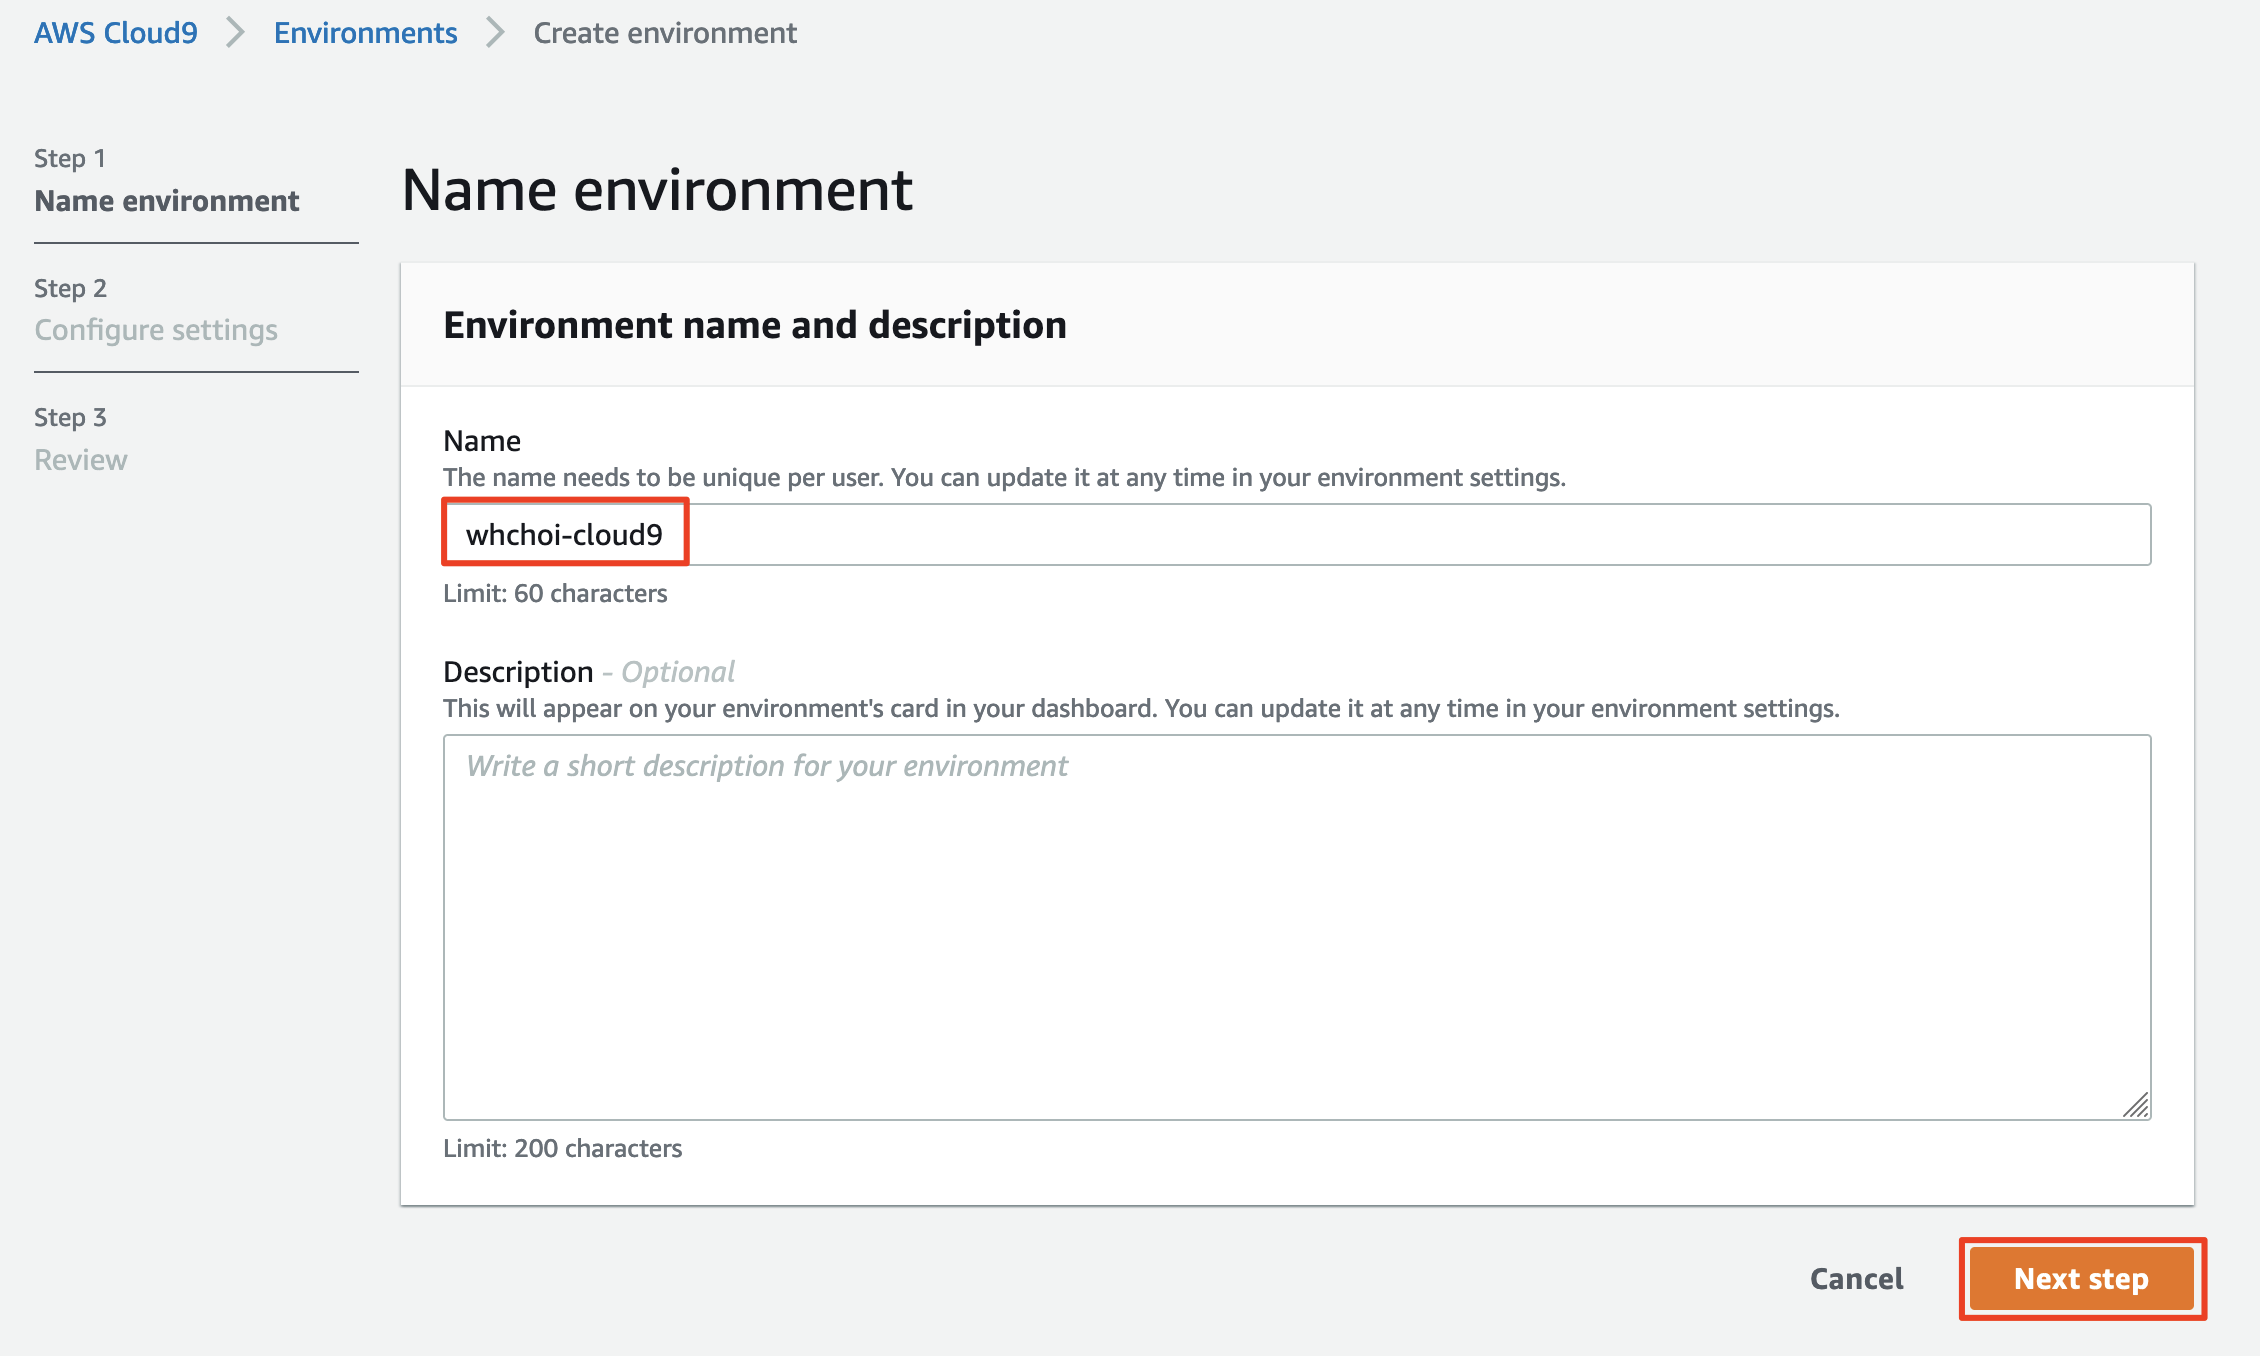 AWS Cloud9 > Environments > Create environment
Step 1
Name environment
Step 2
Configure settings
Step 3
Review
Name environment
Environment name and description
Name
The name needs to be unique per user. You can update it at any time in your environment settings.
whchoi-cloud9
Limit: 60 characters
Description - Optional
This will appear on your environment's card in your dashboard. You can update it at any time in your environment settings.
Write a short description for your environment
Limit: 200 characters
Cancel
Next step